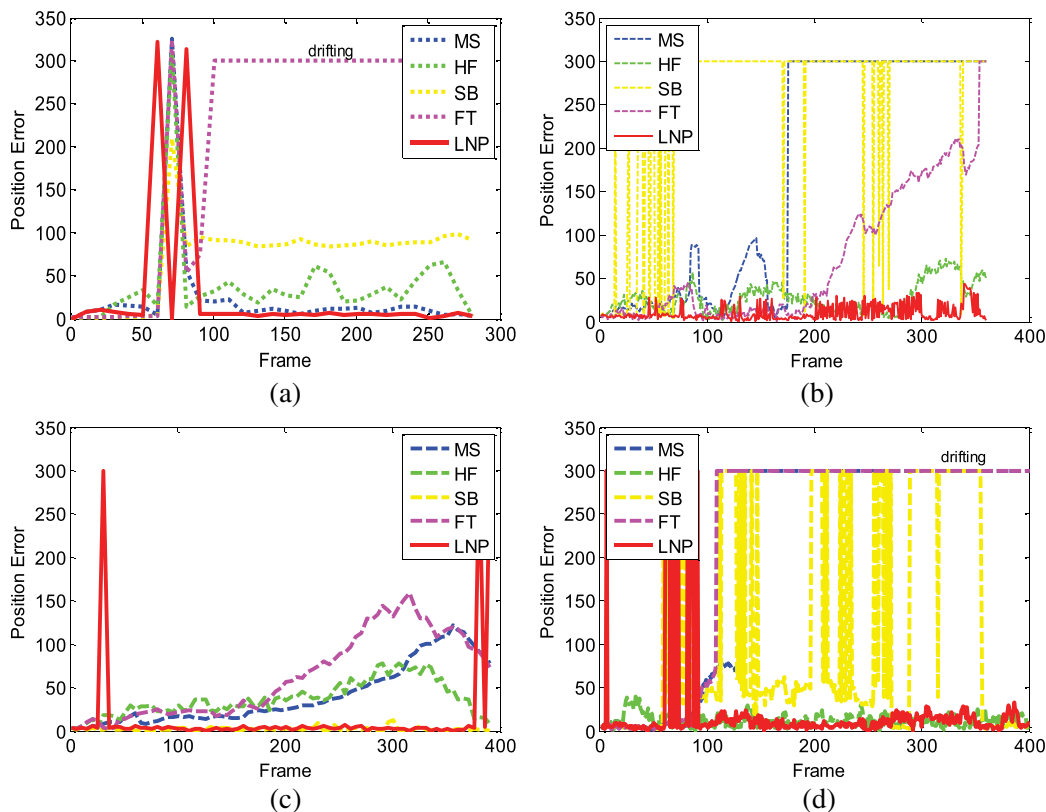 350
300
250
200
150
100
50
0
Position Error
drifting
MS
HF
SB
FT
LNP
0 50 100 150 200 250 300
Frame
(a)
350
300
250
200
150
100
50
0
Position Error
MS
HF
SB
FT
LNP
0 100 200 300 400
Frame
(b)
350
300
250
200
150
100
50
0
Position Error
MS
HF
SB
FT
LNP
0 100 200 300 400
Frame
(c)
350
300
250
200
150
100
50
0
Position Error
MS
HF
SB
FT
LNP
drifting
0 100 200 300 400
Frame
(d)